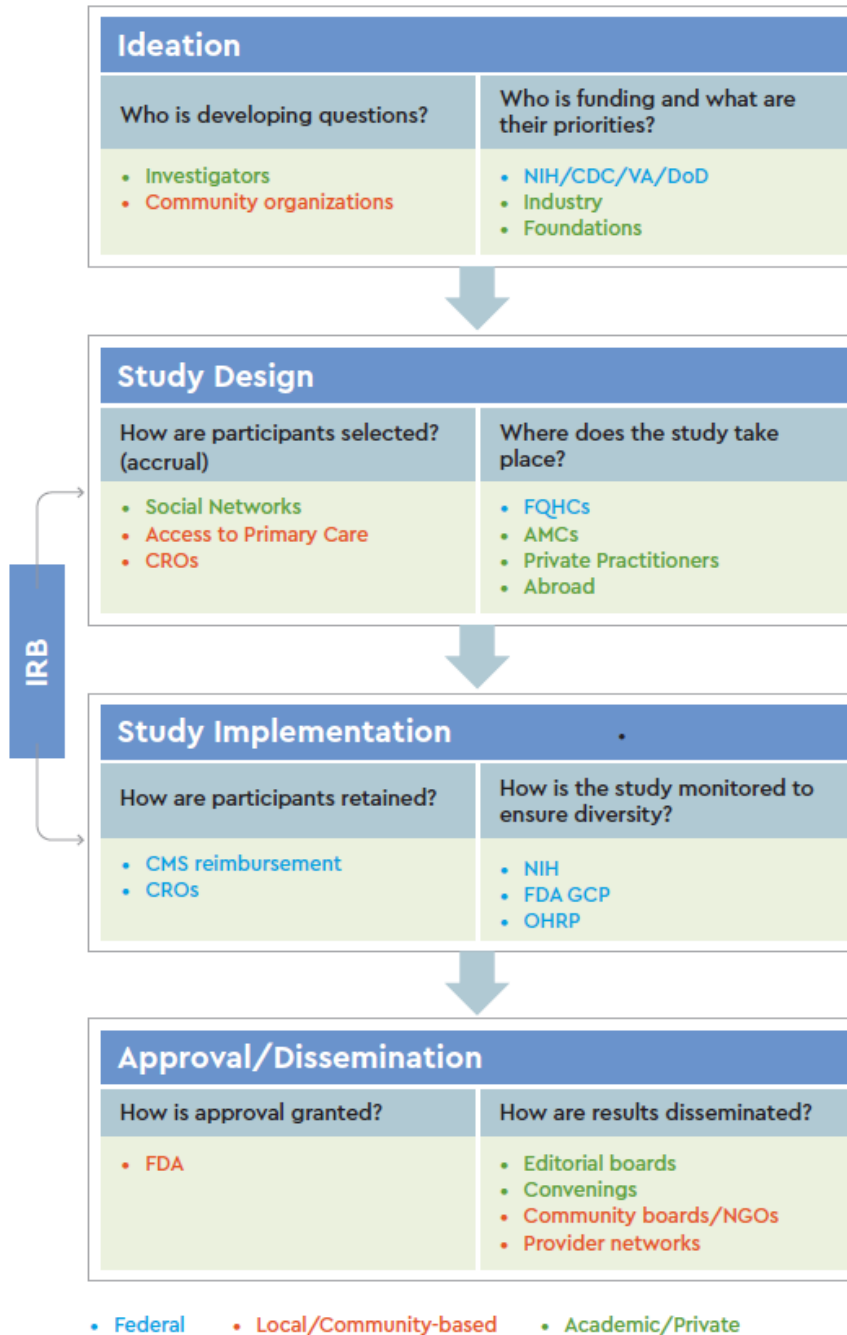 Ideation
Who is developing questions?
Who is funding and what are
their priorities?
• Investigators
• Community organizations
• NIH/CDC/VA/DoD
• Industry
• Foundations
Study Design
How are participants selected?
(accrual)
Where does the study take
place?
• Social Networks
• Access to Primary Care
• CROs
• FQHCs
• AMCs
• Private Practitioners
• Abroad
IRB
Study Implementation
How are participants retained?
How is the study monitored to
ensure diversity?
• CMS reimbursement
• CROs
• NIH
• FDA GCP
• OHRP
Approval/Dissemination
How is approval granted?
How are results disseminated?
• FDA
• Editorial boards
• Convenings
• Community boards/NGOs
• Provider networks
• Federal • Local/Community-based • Academic/Private